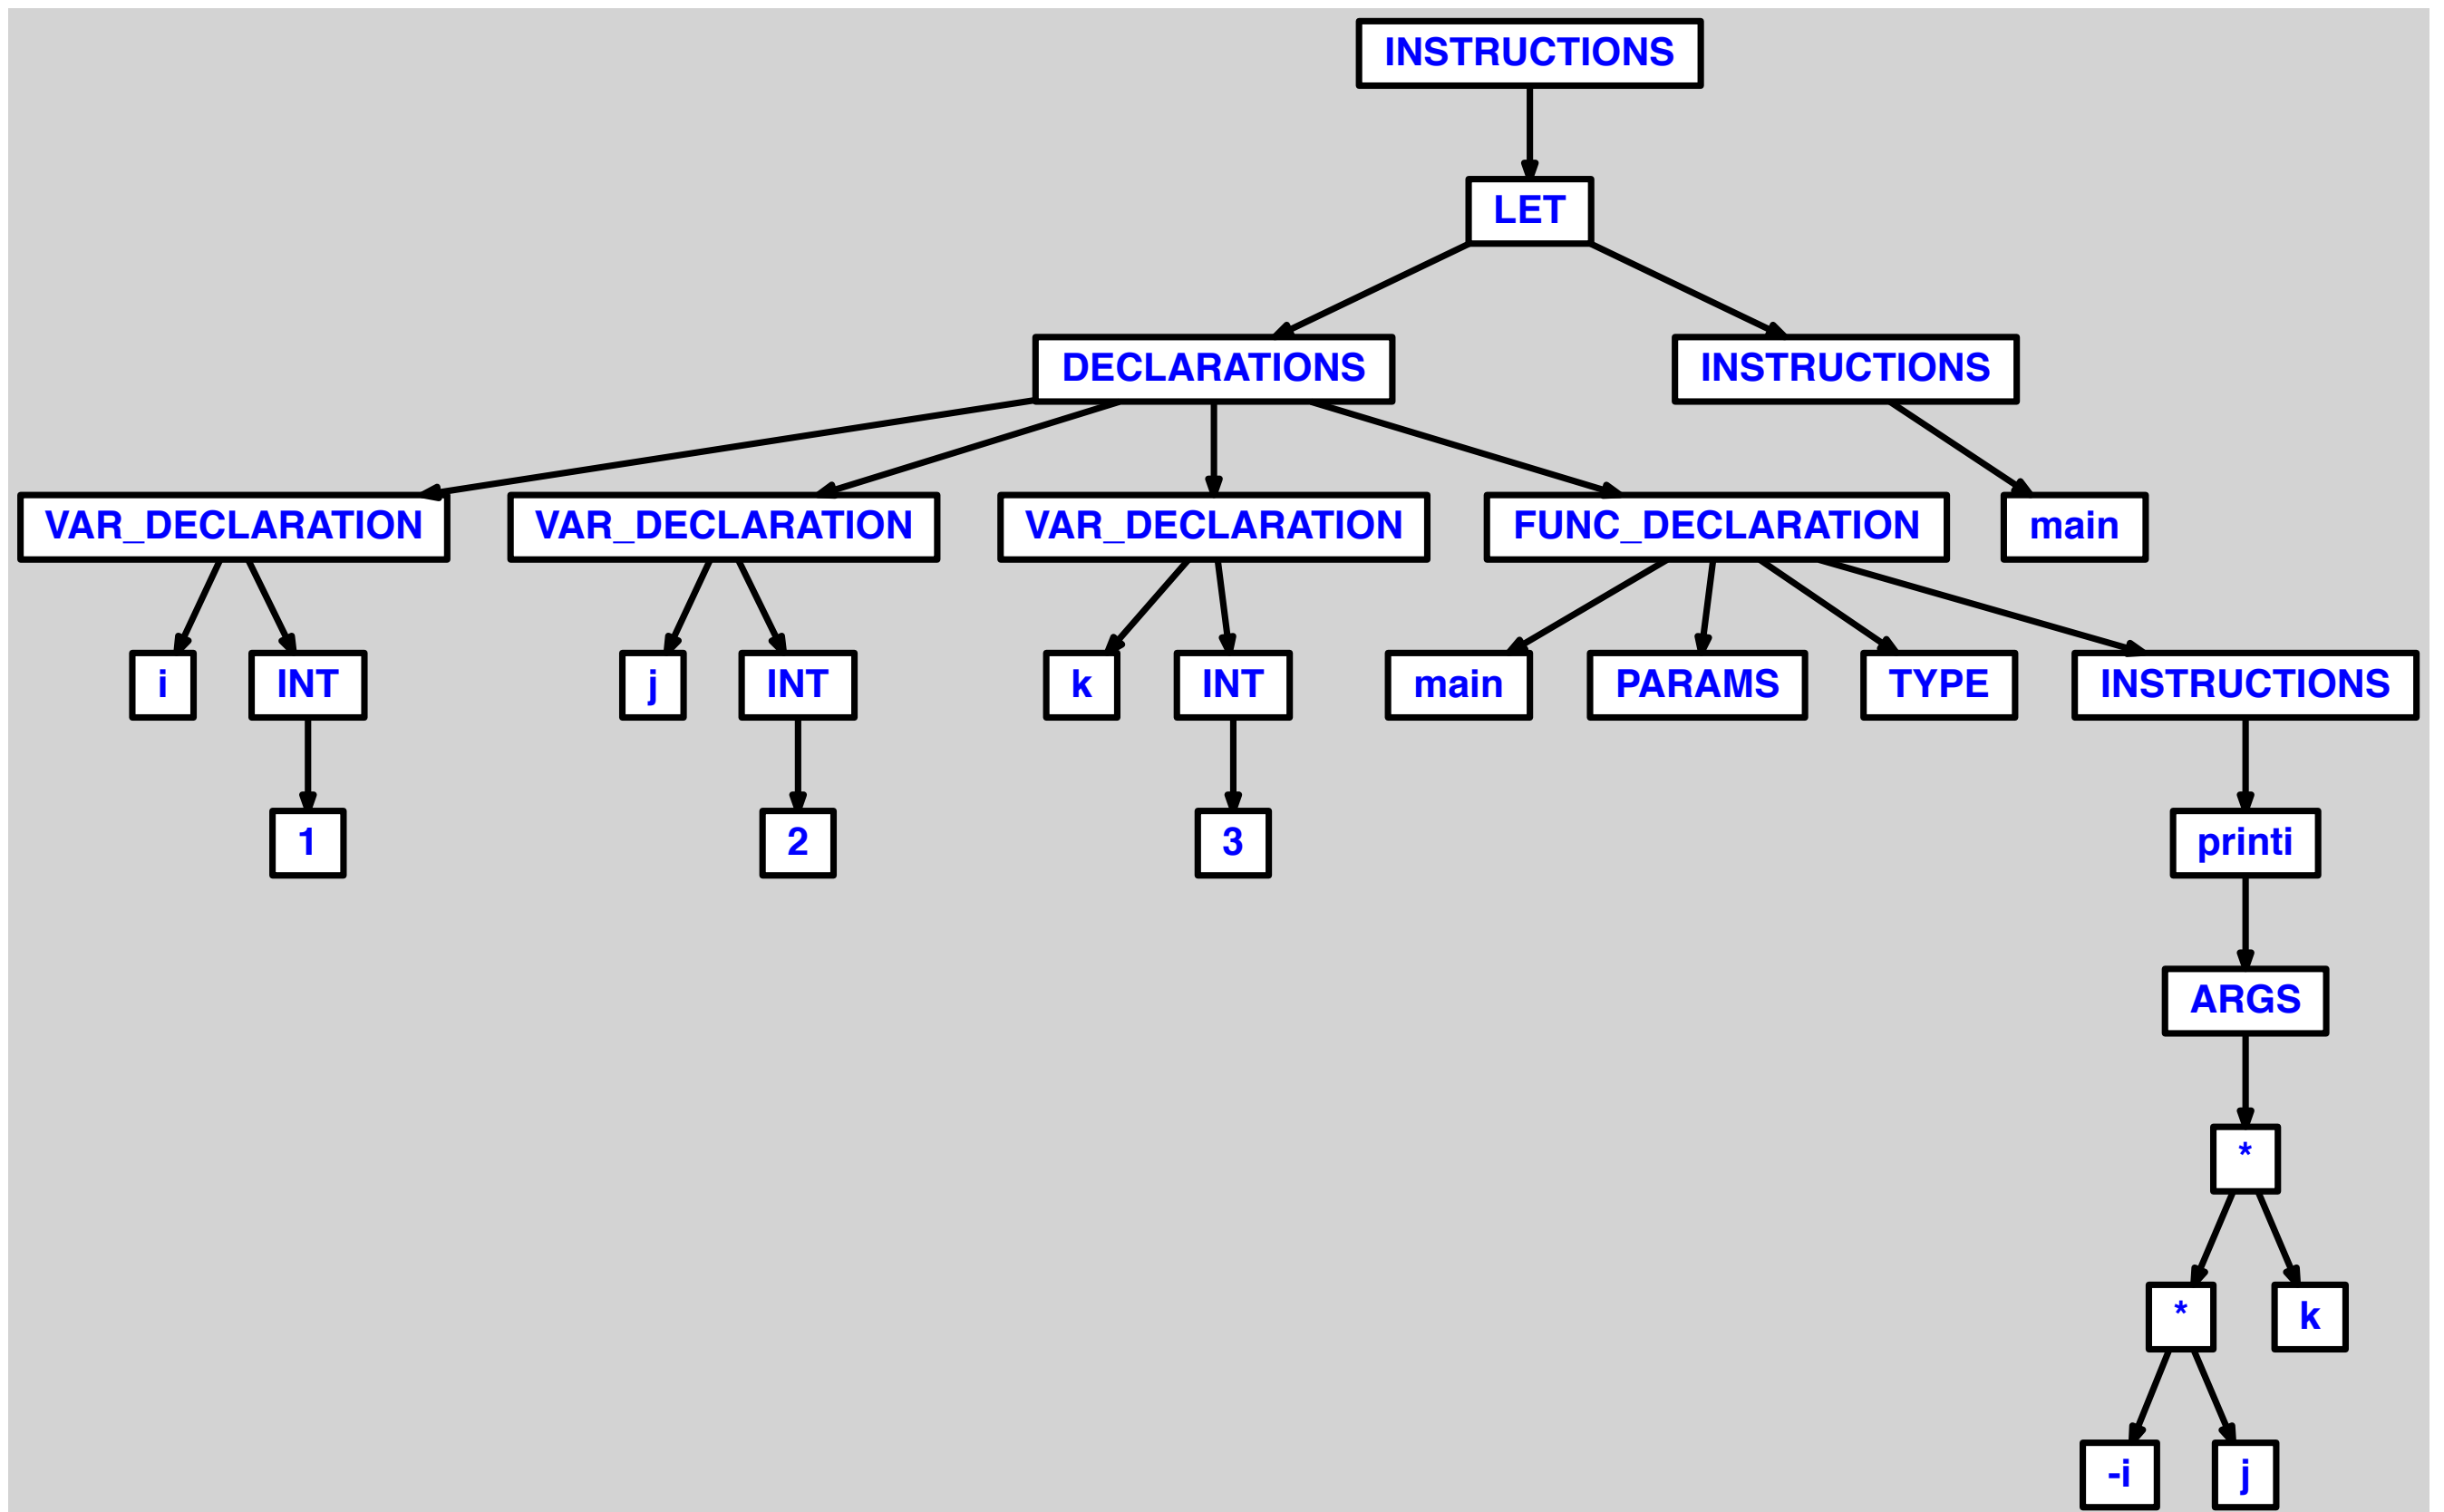 INSTRUCTIONS
LET
DECLARATIONS
INSTRUCTIONS
VAR_DECLARATION
VAR_DECLARATION
VAR_DECLARATION
FUNC_DECLARATION
main
i
INT
j
INT
k
INT
main
PARAMS
TYPE
INSTRUCTIONS
1
2
3
printi
ARGS
*
*
k
-i
j